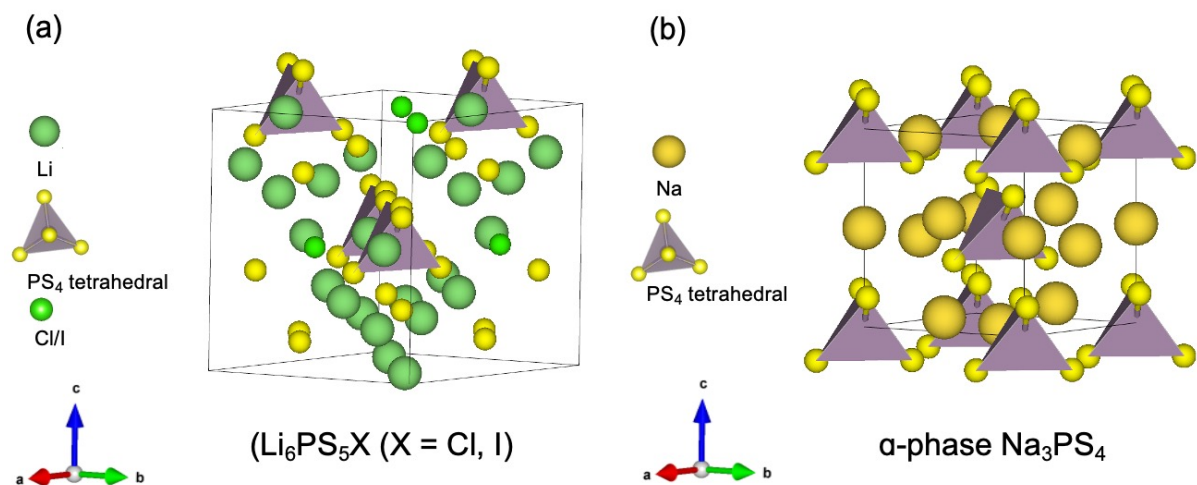 (a)
Li
PS₄ tetrahedral
Cl/I
c
a
b
(Li₆PS₅X (X = Cl, I)
(b)
Na
PS₄ tetrahedral
c
a
b
α-phase Na₃PS₄